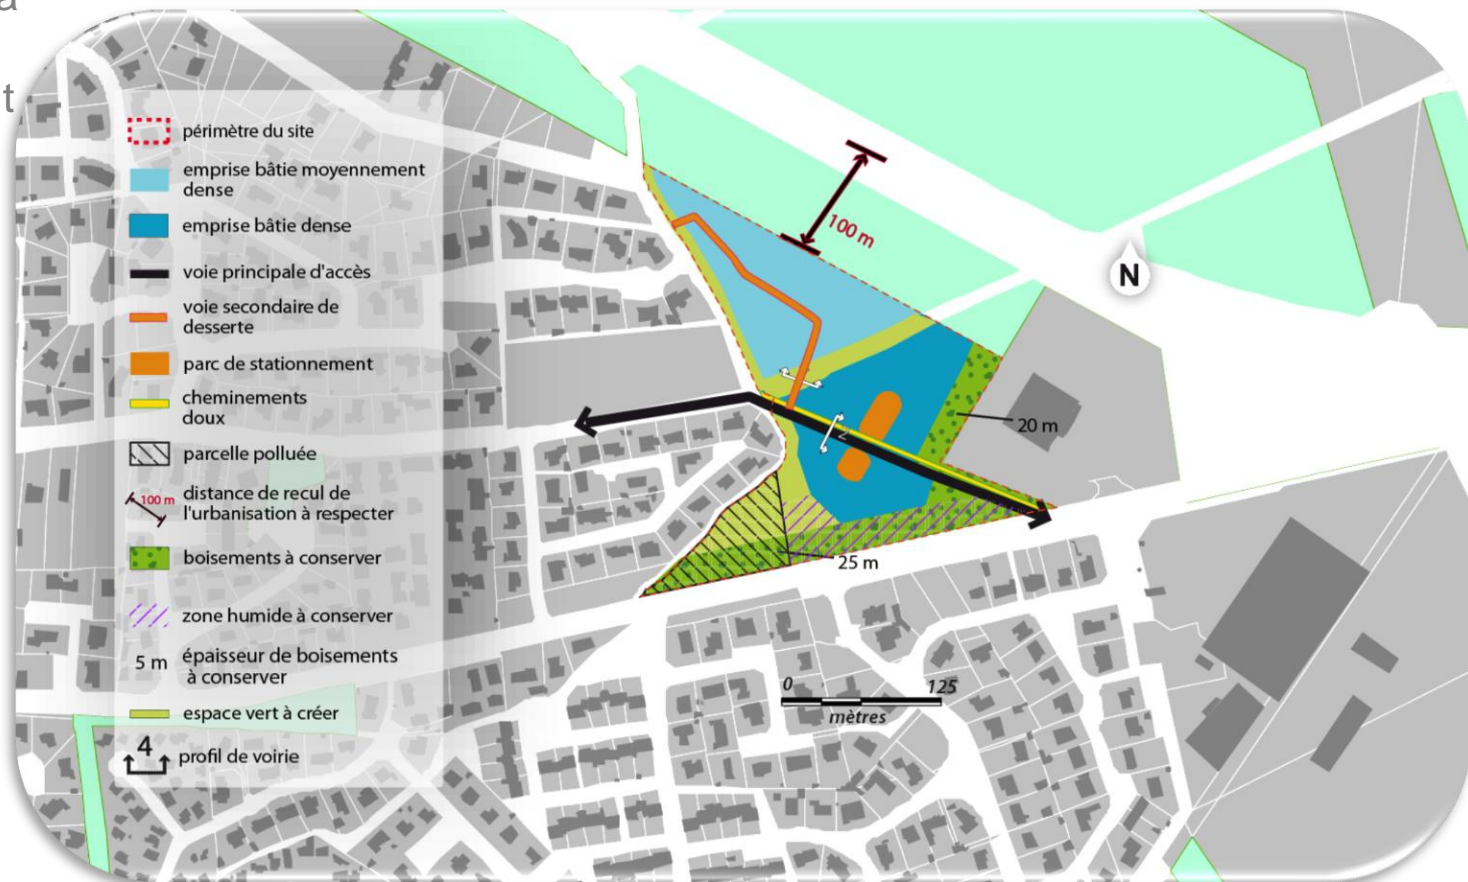 a
t
périmètre du site
emprise bâtie moyennement
dense
emprise bâtie dense
voie principale d'accès
voie secondaire de
desserte
parc de stationnement
cheminements
doux
parcelle polluée
100 m
distance de recul de
l'urbanisation à respecter
boisements à conserver
zone humide à conserver
5 m
épaisseur de boisements
à conserver
espace vert à créer
4
profil de voirie
100 m
N
20 m
2
25 m
0 125
mètres